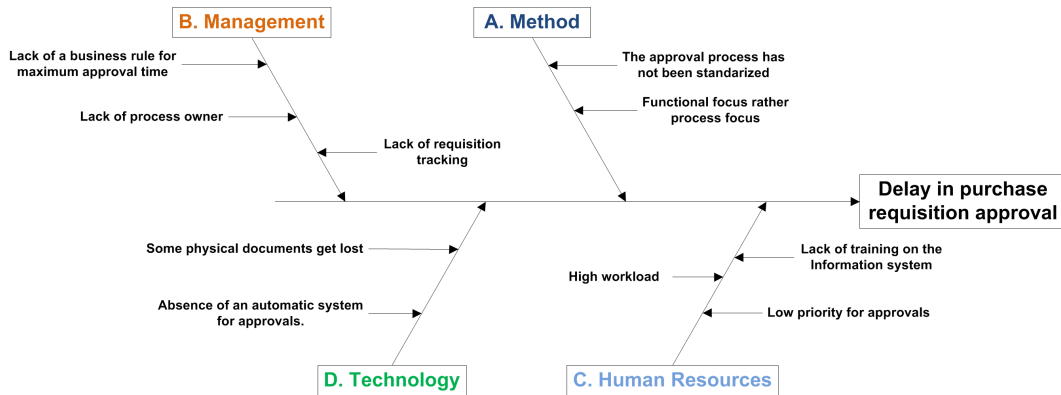 B. Management
A. Method
Lack of a business rule for
maximum approval time
Lack of process owner
Lack of requisition
tracking
The approval process has
not been standarized
Functional focus rather
process focus
Delay in purchase
requisition approval
Some physical documents get lost
Absence of an automatic system
for approvals.
High workload
Lack of training on the
Information system
Low priority for approvals
D. Technology
C. Human Resources